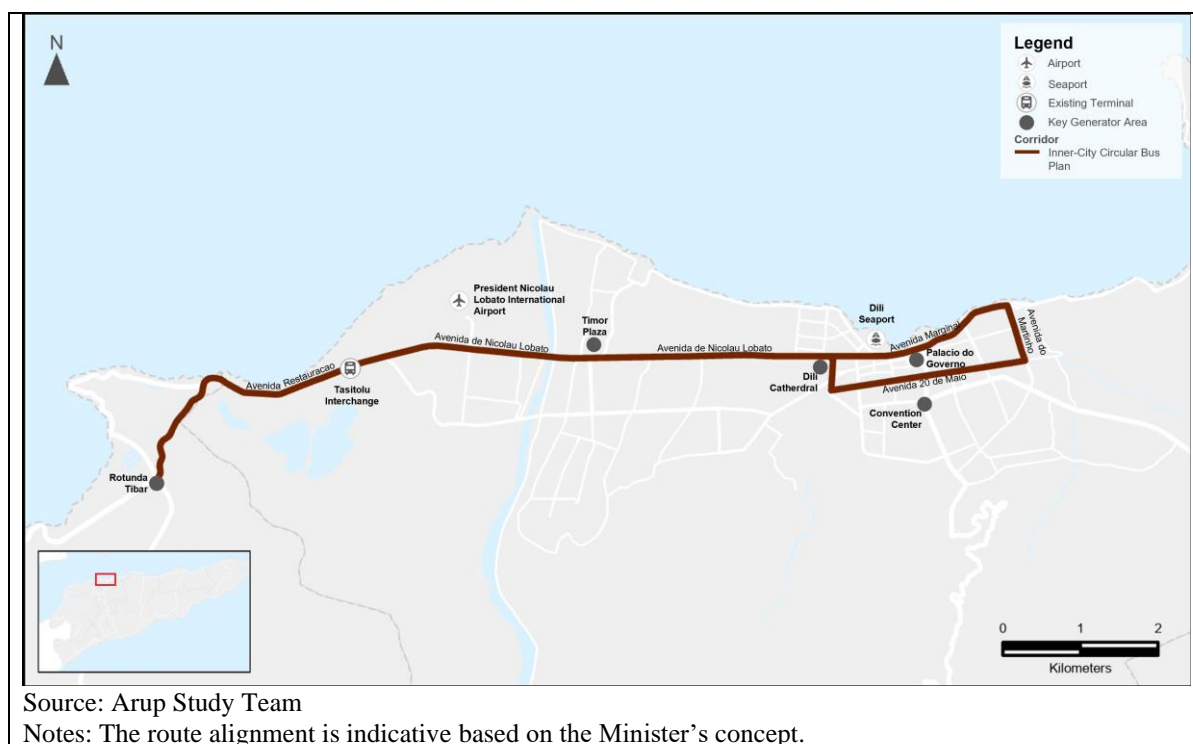 N
Legend
Airport
Seaport
Existing Terminal
Key Generator Area
Corridor
Inner-City Circular Bus
Plan
President Nicolau
Lobato International
Airport
Timor
Plaza
Dili
Seaport
Avenida Marginal
Avenida do
Martinho
Avenida de Nicolau Lobato
Avenida de Nicolau Lobato
Palacio do
Governo
Avenida Restauracao
Tasitolu
Interchange
Dili
Catherdral
Avenida 20 de Maio
Convention
Center
Rotunda
Tibar
0 1 2
Kilometers
Source: Arup Study Team
Notes: The route alignment is indicative based on the Minister’s concept.